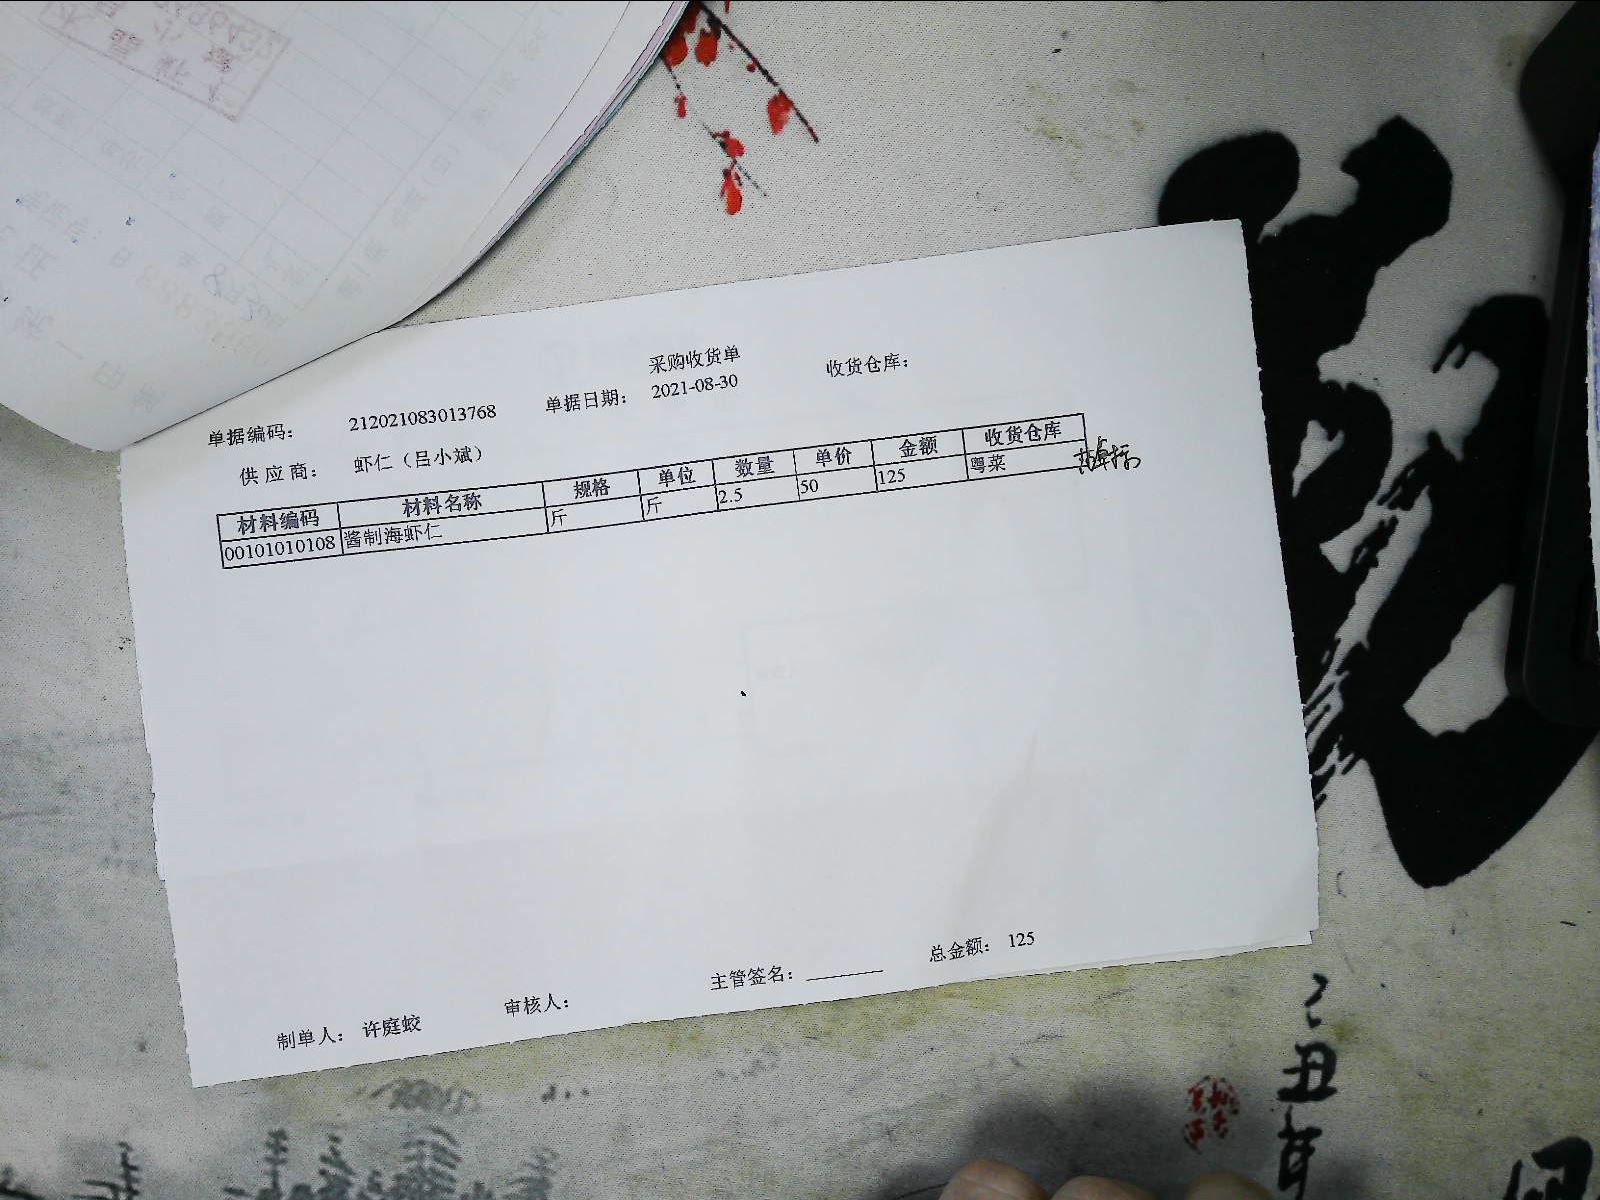 采购收货单
单据编码： 212021083013768 单据日期： 2021-08-30 收货仓库：
供应商： 虾仁（吕小斌）
材料编码 材料名称 规格 单位 数量 单价 金额 收货仓库
00101010108 酱制海虾仁 斤 斤 2.5 50 125 粤菜
总金额： 125
主管签名：
制单人： 许庭蛟 审核人：
丑年